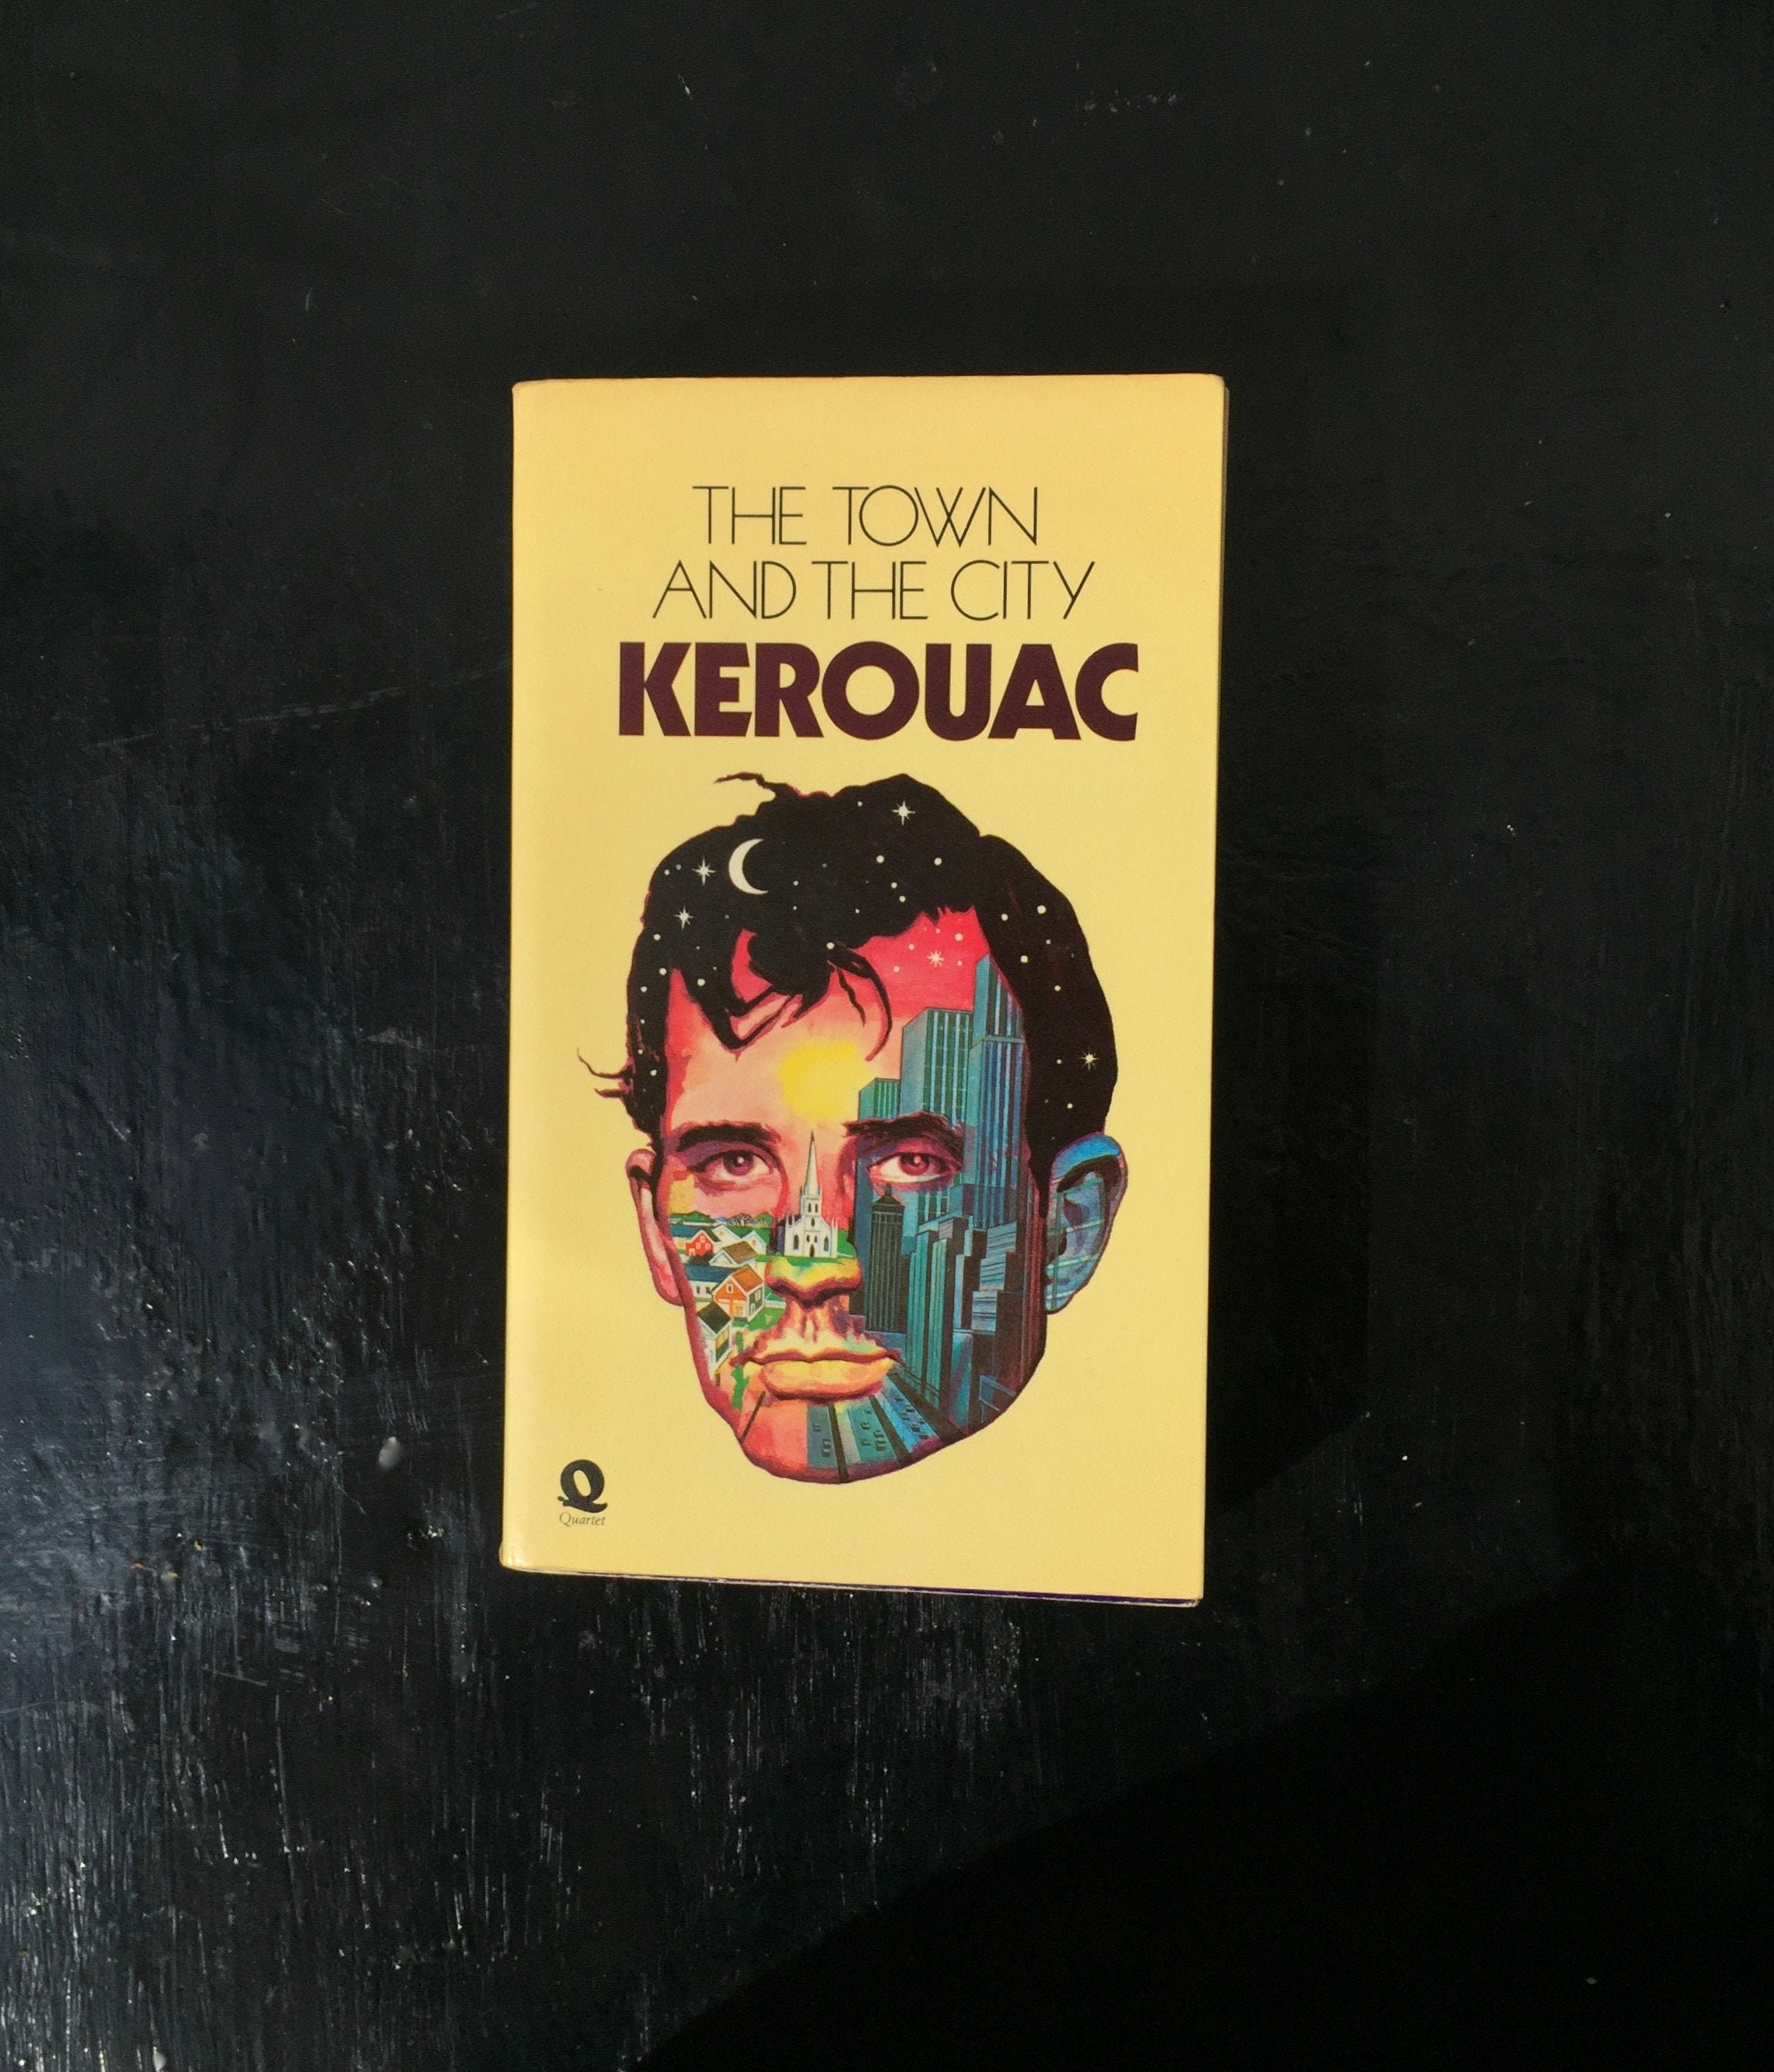 THE TOWN
AND THE CITY
KEROUAC
Q
Quartet